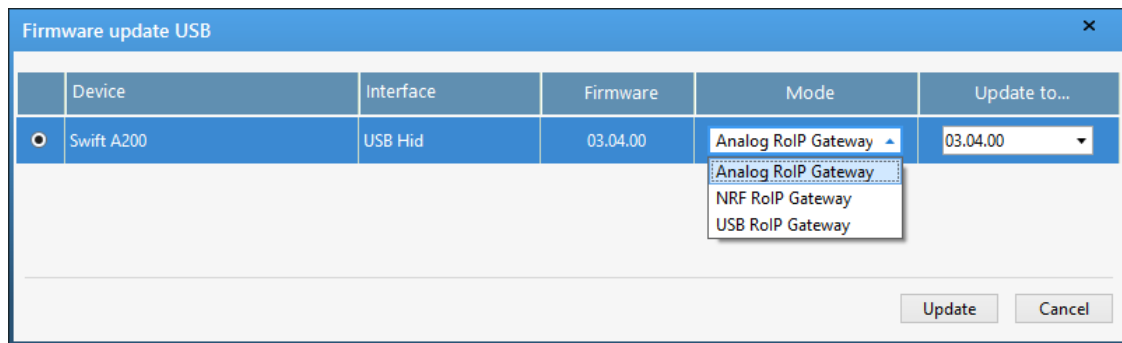 Firmware update USB
Device Interface Firmware Mode Update to...
Swift A200 USB Hid 03.04.00 Analog RoIP Gateway 03.04.00
Analog RoIP Gateway
NRF RoIP Gateway
USB RoIP Gateway
Update Cancel